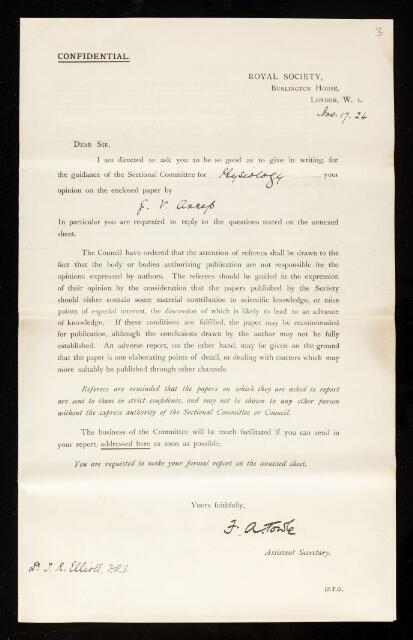 3
CONFIDENTIAL.
ROYAL SOCIETY,
BURLINGTON HOUSE,
LONDON, W. 1.
Nov. 17. 24
DEAR SIR,
I am directed to ask you to be so good as to give in writing, for
the guidance of the Sectional Committee for Physiology your
opinion on the enclosed paper by
G. V. Anrep
In particular you are requested to reply to the questions stated on the annexed
sheet.
The Council have ordered that the attention of referees shall be drawn to the
fact that the body or bodies authorizing publication are not responsible for the
opinions expressed by authors. The referees should be guided in the expression
of their opinion by the consideration that the papers published by the Society
should either contain some material contribution to scientific knowledge, or raise
points of especial interest, the discussion of which is likely to lead to an advance
of knowledge. If these conditions are fulfilled, the paper may be recommended
for publication, although the conclusions drawn by the author may not be fully
established. An adverse report, on the other hand, may be given on the ground
that the paper is one elaborating points of detail, or dealing with matters which may
more suitably be published through other channels.
Referees are reminded that the papers on which they are asked to report
are sent to them in strict confidence, and may not be shown to any other person
without the express authority of the Sectional Committee or Council.
The business of the Committee will be much facilitated if you can send in
your report, addressed here as soon as possible.
You are requested to make your formal report on the annexed sheet.
Yours faithfully,
F. A. Towle
Assistant Secretary.
Dr. T. R. Elliott, F.R.S.
[P.T.O.